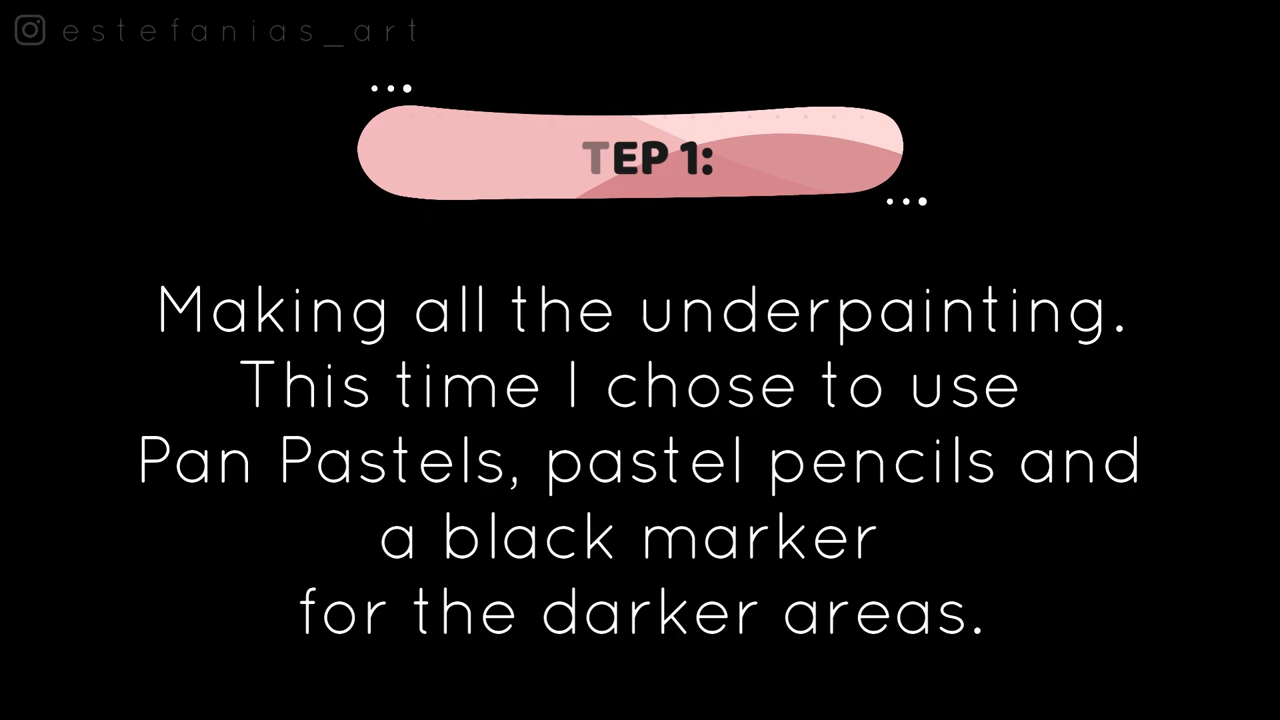 estefanias_art
TEP 1:
Making all the underpainting.
This time I chose to use
Pan Pastels, pastel pencils and
a black marker
for the darker areas.